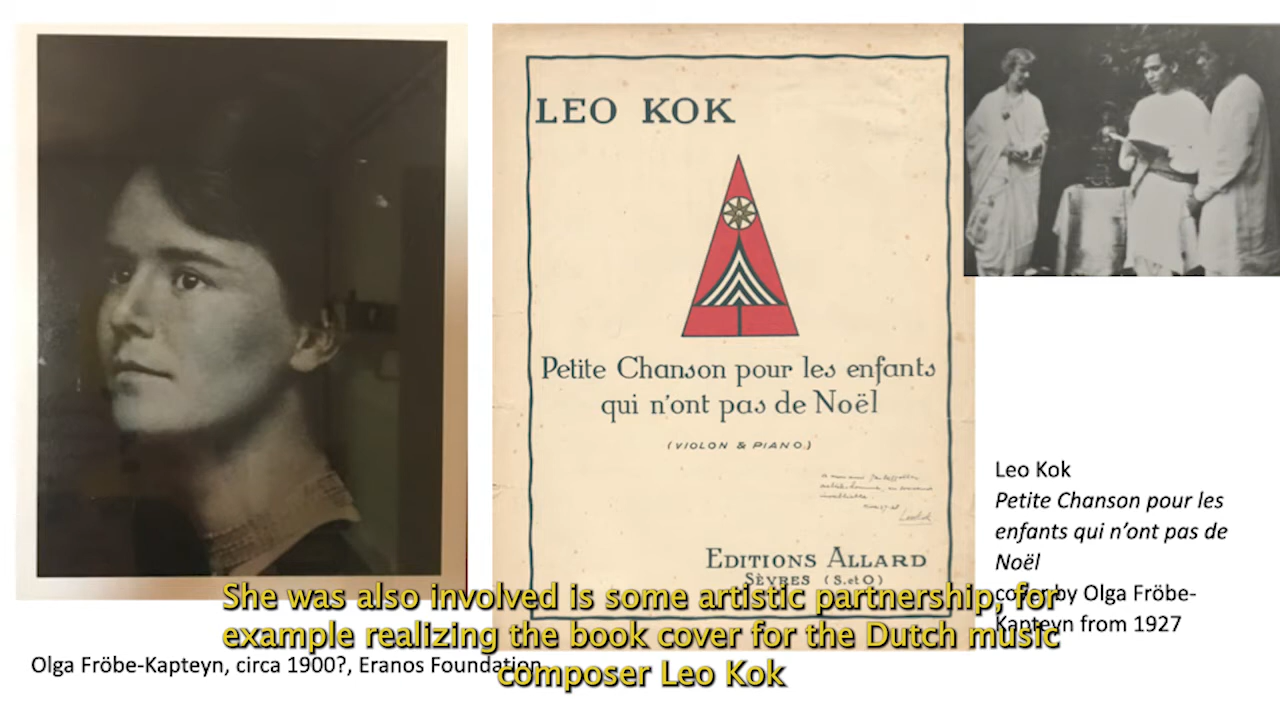 LEO KOK
Petite Chanson pour les enfants
qui n'ont pas de Noël
(VIOLON & PIANO)
EDITIONS ALLARD
SÈVRES (S. et O)
Leo Kok
Petite Chanson pour les
enfants qui n'ont pas de
Noël
cover by Olga Fröbe-
Kapteyn from 1927
Olga Fröbe-Kapteyn, circa 1900?, Eranos Foundation
She was also involved is some artistic partnership, for
example realizing the book cover for the Dutch music
composer Leo Kok